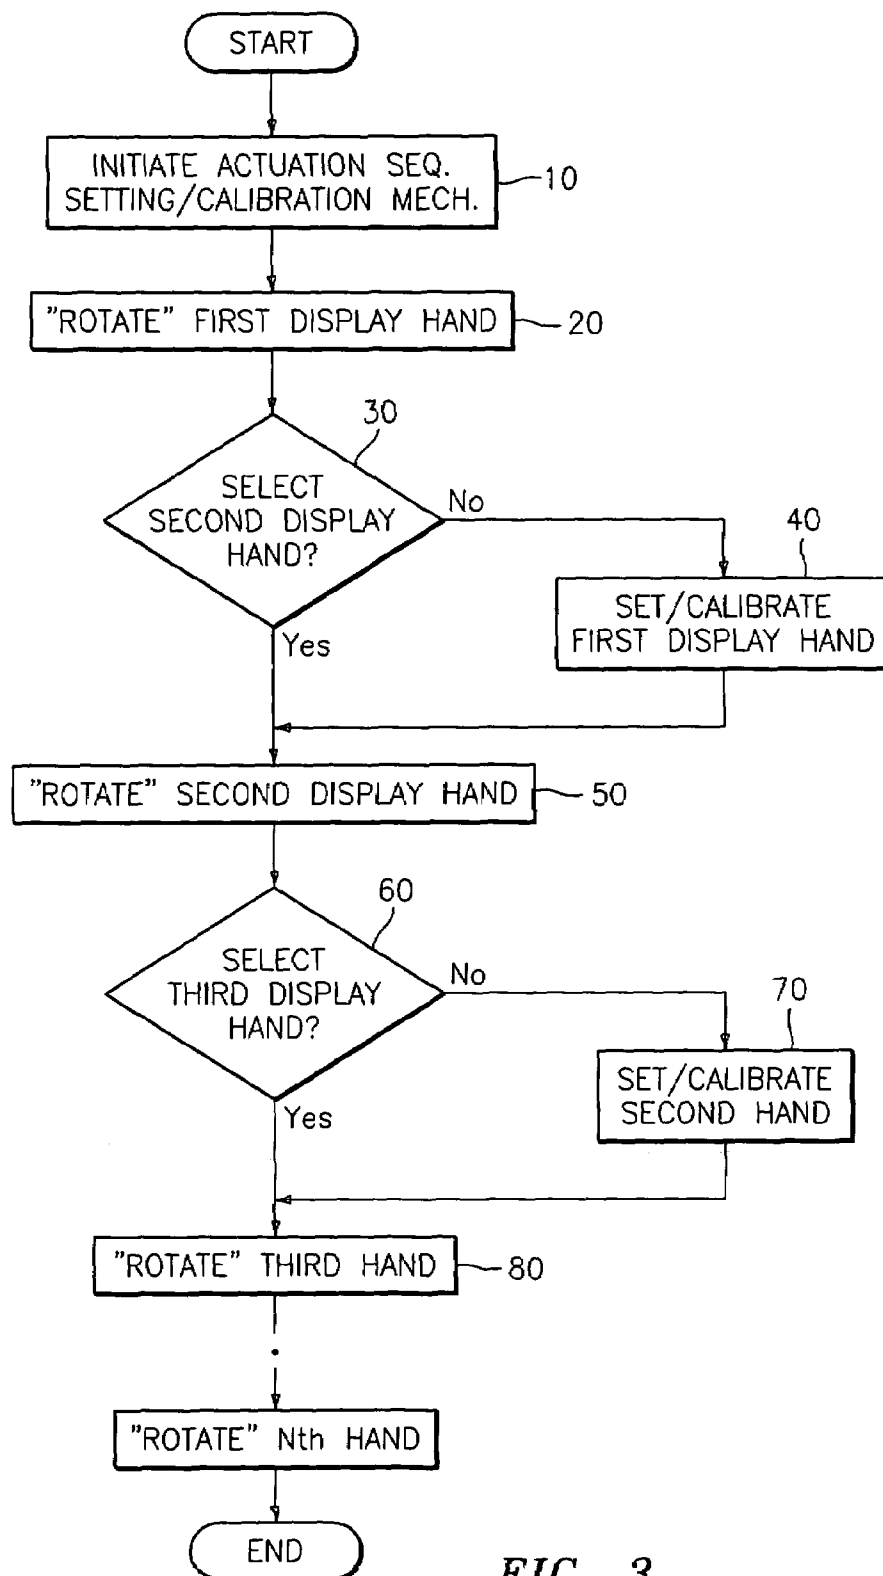 START
INITIATE ACTUATION SEQ.
SETTING/CALIBRATION MECH.
10
"ROTATE" FIRST DISPLAY HAND
20
30
SELECT
SECOND DISPLAY
HAND?
No
Yes
40
SET/CALIBRATE
FIRST DISPLAY HAND
"ROTATE" SECOND DISPLAY HAND
50
60
SELECT
THIRD DISPLAY
HAND?
No
Yes
70
SET/CALIBRATE
SECOND HAND
"ROTATE" THIRD HAND
80
"ROTATE" Nth HAND
END
FIG. 3